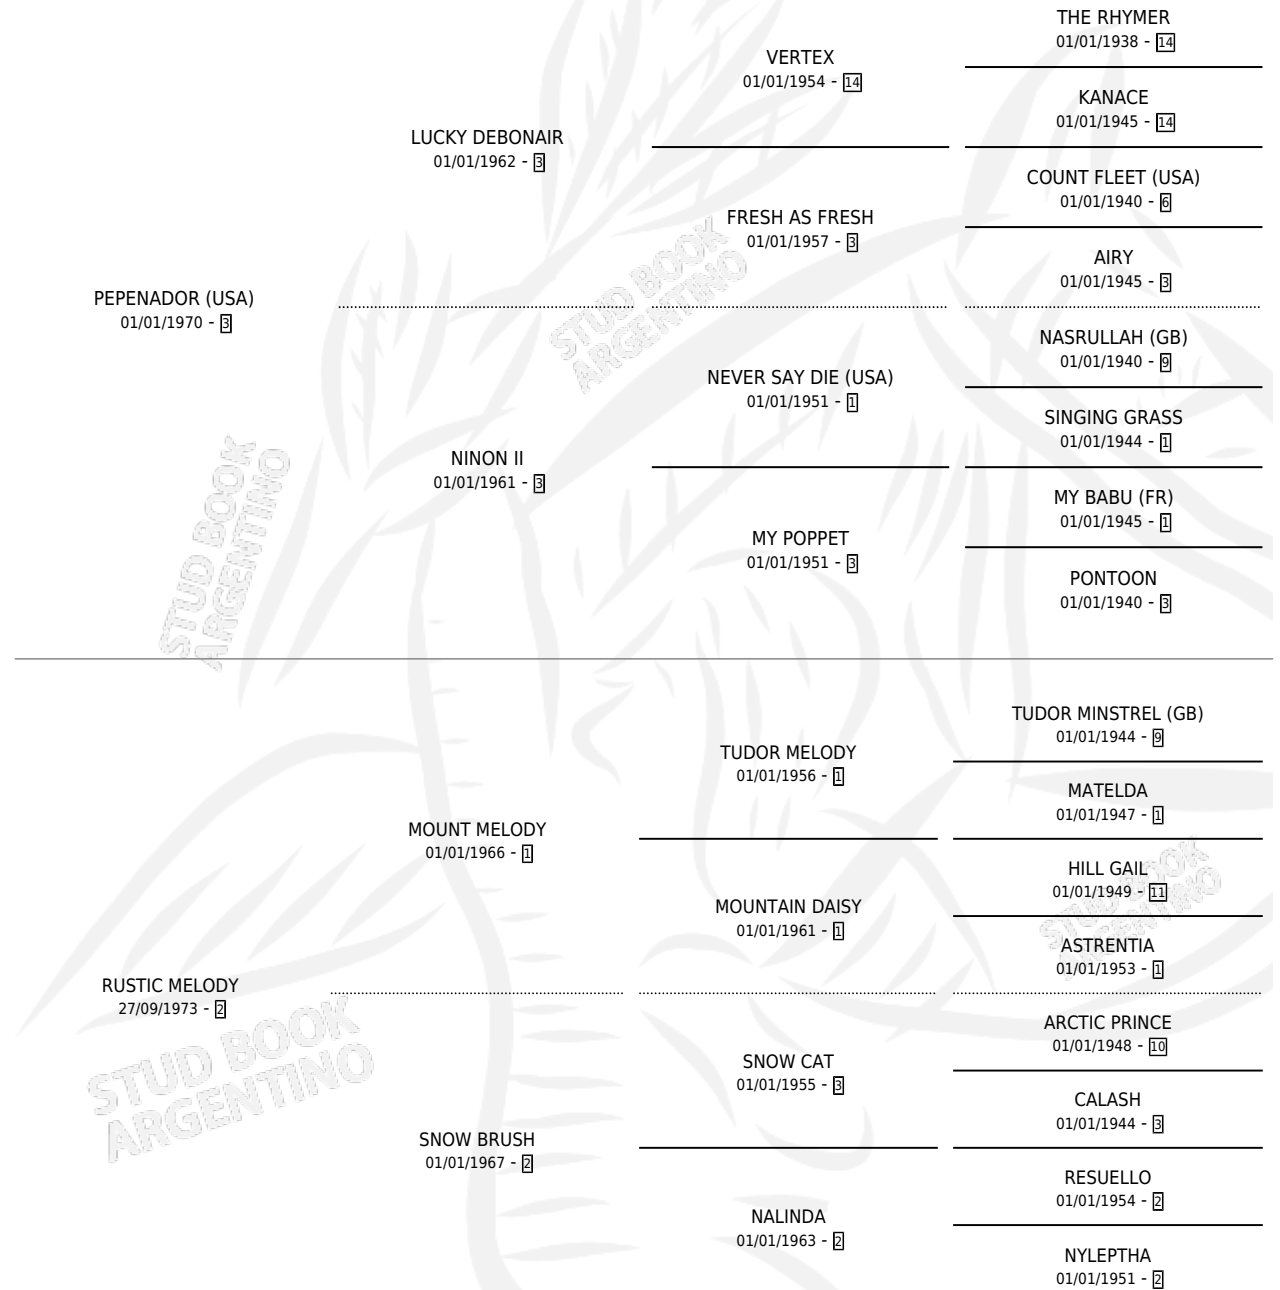 THE RHYMER
01/01/1938 - 14
VERTEX
01/01/1954 - 14
KANACE
01/01/1945 - 14
LUCKY DEBONAIR
01/01/1962 - 3
COUNT FLEET (USA)
01/01/1940 - 6
FRESH AS FRESH
01/01/1957 - 3
AIRY
01/01/1945 - 3
PEPENADOR (USA)
01/01/1970 - 3
NASRULLAH (GB)
01/01/1940 - 9
NEVER SAY DIE (USA)
01/01/1951 - 1
SINGING GRASS
01/01/1944 - 1
NINON II
01/01/1961 - 3
MY BABU (FR)
01/01/1945 - 1
MY POPPET
01/01/1951 - 3
PONTOON
01/01/1940 - 3
STUD BOOK
ARGENTINO
STUD BOOK
ARGENTINO
TUDOR MINSTREL (GB)
01/01/1944 - 9
TUDOR MELODY
01/01/1956 - 1
MATELDA
01/01/1947 - 1
MOUNT MELODY
01/01/1966 - 1
HILL GAIL
01/01/1949 - 11
MOUNTAIN DAISY
01/01/1961 - 1
ASTRENTIA
01/01/1953 - 1
RUSTIC MELODY
27/09/1973 - 2
ARCTIC PRINCE
01/01/1948 - 10
SNOW CAT
01/01/1955 - 3
CALASH
01/01/1944 - 3
SNOW BRUSH
01/01/1967 - 2
RESUELLO
01/01/1954 - 2
NALINDA
01/01/1963 - 2
NYLEPTHA
01/01/1951 - 2
STUD BOOK
ARGENTINO
STUD BOOK
ARGENTINO